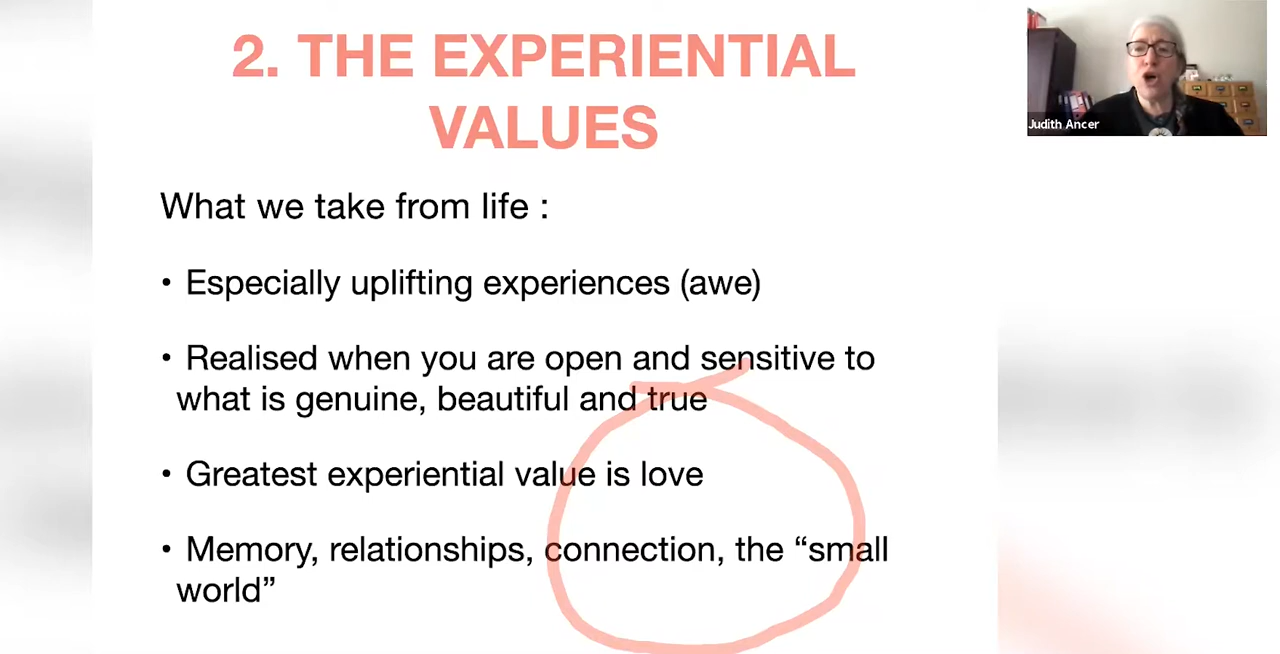 2. THE EXPERIENTIAL
VALUES
Judith Ancer
What we take from life :
• Especially uplifting experiences (awe)
• Realised when you are open and sensitive to
what is genuine, beautiful and true
• Greatest experiential value is love
• Memory, relationships, connection, the “small
world”